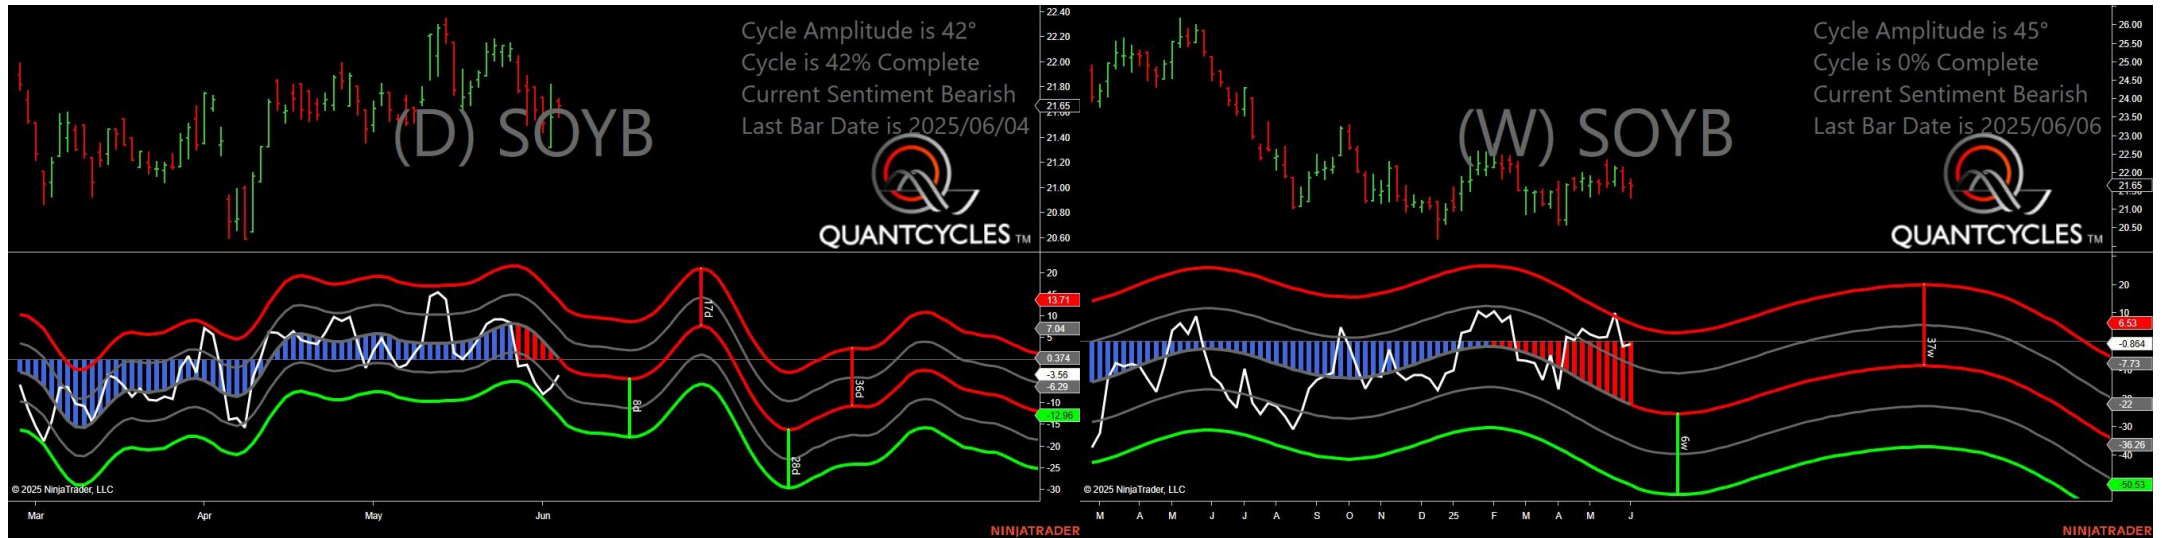 Cycle Amplitude is 42°
Cycle is 42% Complete
Current Sentiment Bearish
Last Bar Date is 2025/06/04
(D) SOYB
QUANTCYCLES TM
22.40
22.20
22.00
21.80
21.65
21.40
21.20
21.00
20.80
20.60
20
13.71
10
7.04
5
0.374
-3.56
-6.29
-10
-12.96
-15
-20
-25
-30
8d
17d
28d
36d
© 2025 NinjaTrader, LLC
Mar Apr May Jun
NINJATRADER
Cycle Amplitude is 45°
Cycle is 0% Complete
Current Sentiment Bearish
Last Bar Date is 2025/06/06
(W) SOYB
QUANTCYCLES TM
26.00
25.50
25.00
24.50
24.00
23.50
23.00
22.50
22.00
21.65
21.00
20.50
20
10
6.53
-0.864
-7.73
-22
-30
-36.26
-40
-50.53
6w
37w
© 2025 NinjaTrader, LLC
M A M J J A S O N D 25 F M A M J
NINJATRADER